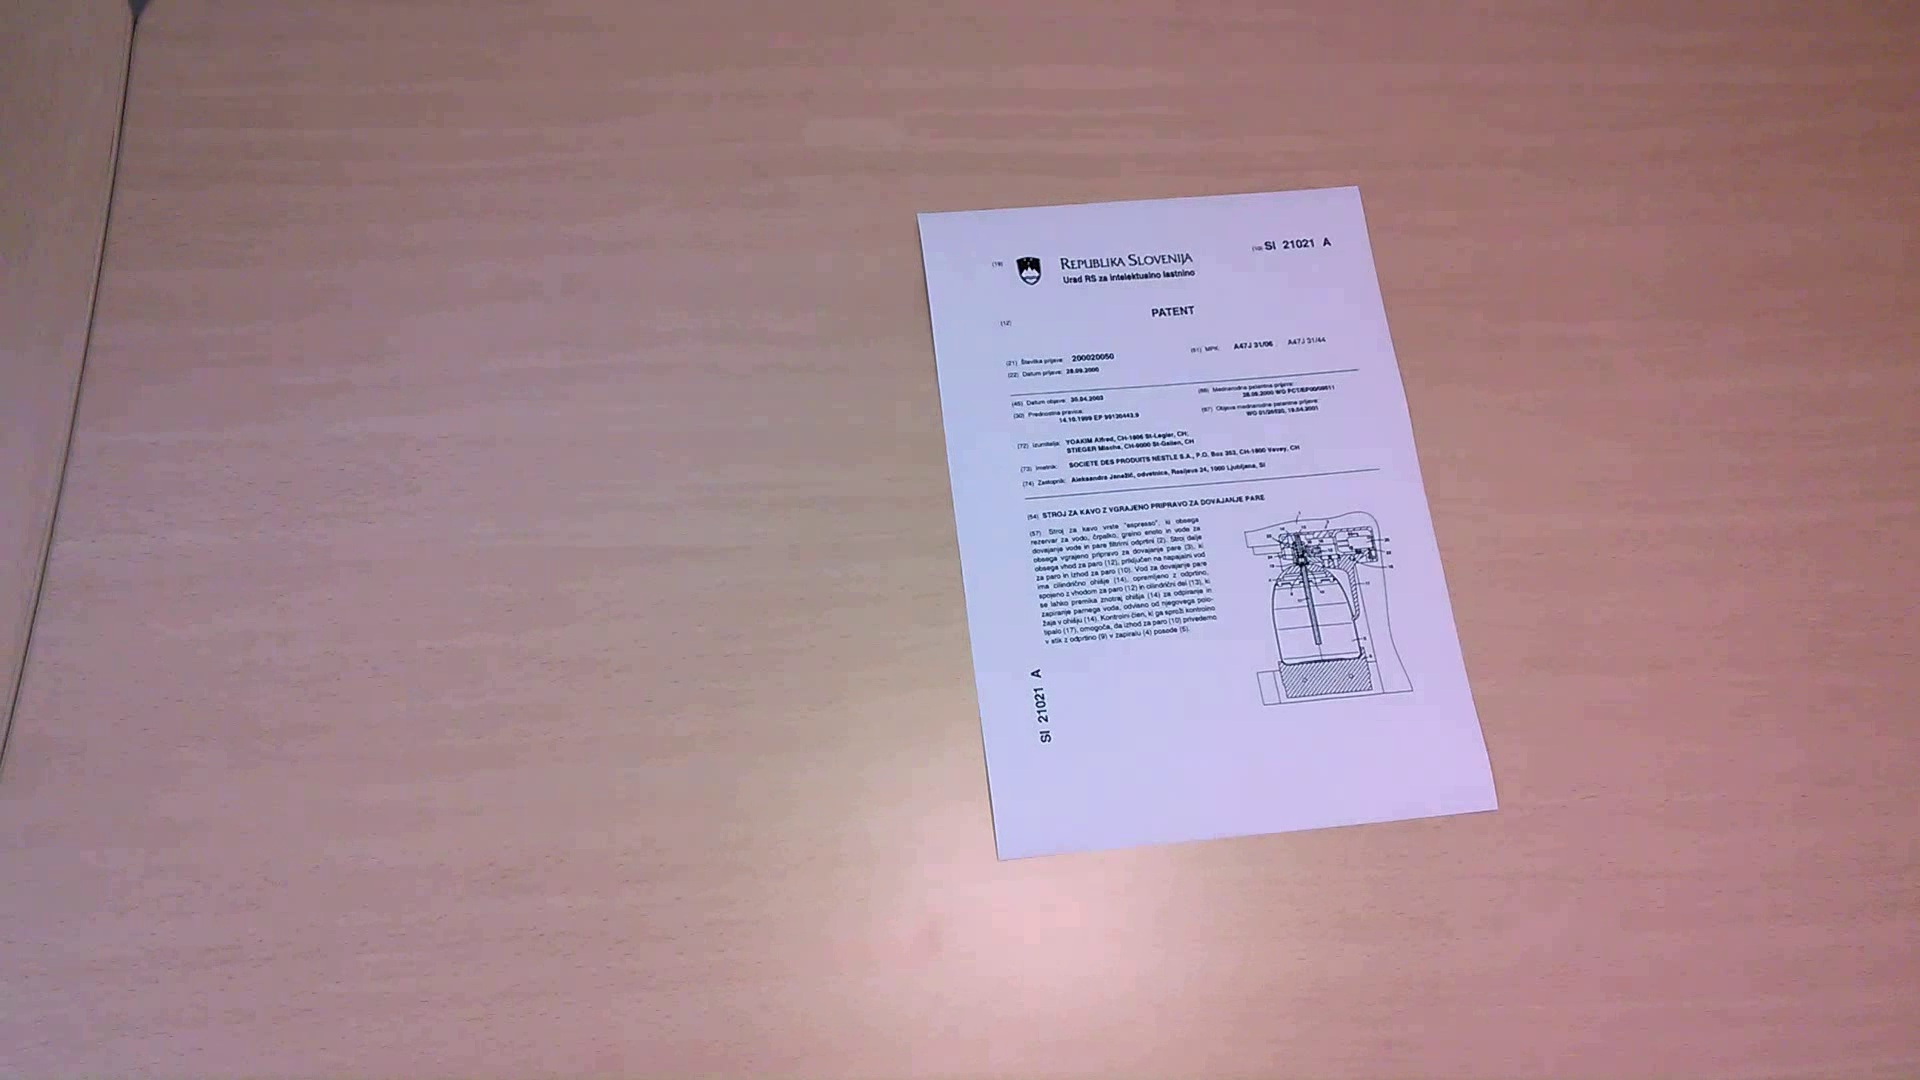 (19) REPUBLIKA SLOVENIJA (10) SI 21021 A
Urad RS za intelektualno lastnino
(12) PATENT
(21) Številka prijave: 200020050 (51) MPK: A47J 31/06 A47J 31/44
(22) Datum prijave: 28.09.2000
(45) Datum objave: 30.04.2003 (86) Mednarodna patentna prijava:
28.09.2000 WO PCT/EP00/09511
(30) Prednostna pravica: (87) Objava mednarodne patentne prijave:
14.10.1999 EP 99120443.9 WO 01/26520, 19.04.2001
(72) Izumitelja: YOAKIM Alfred, CH-1806 St-Legier, CH;
STIEGER Mischa, CH-9000 St-Gallen, CH
(73) Imetnik: SOCIETE DES PRODUITS NESTLE S.A., P.O. Box 353, CH-1800 Vevey, CH
(74) Zastopnik: Aleksandra Janežič, odvetnica, Resljeva 24, 1000 Ljubljana, SI
(54) STROJ ZA KAVO Z VGRAJENO PRIPRAVO ZA DOVAJANJE PARE
(57) Stroj za kavo vrste "espresso", ki obsega
rezervar za vodo, črpalko, grelno enoto in voda za
dovajanja vode in pare filtrirni odprtini (2). Stroj dalje
obsega vgrajeno pripravo za dovajanje pare (3), ki
obsega vhod za paro (12), priključen na napajalni vod
za paro in izhod za paro (10). Vod za dovajanje pare
ima cilindrično ohišje (14), opremljeno z odprtino,
spojeno z vhodom za paro (12) in cilindrični del (13), ki
se lahko premika znotraj ohišja (14) za odpiranje in
zapiranje parnega voda, odvisno od njegovega polo-
žaja v ohišju (14). Kontrolni člen, ki ga sproži kontrolno
tipalo (17), omogoča, da izhod za paro (10) privedemo
v stik z odprtino (9) v zapiralu (4) posode (5).
SI 21021 A